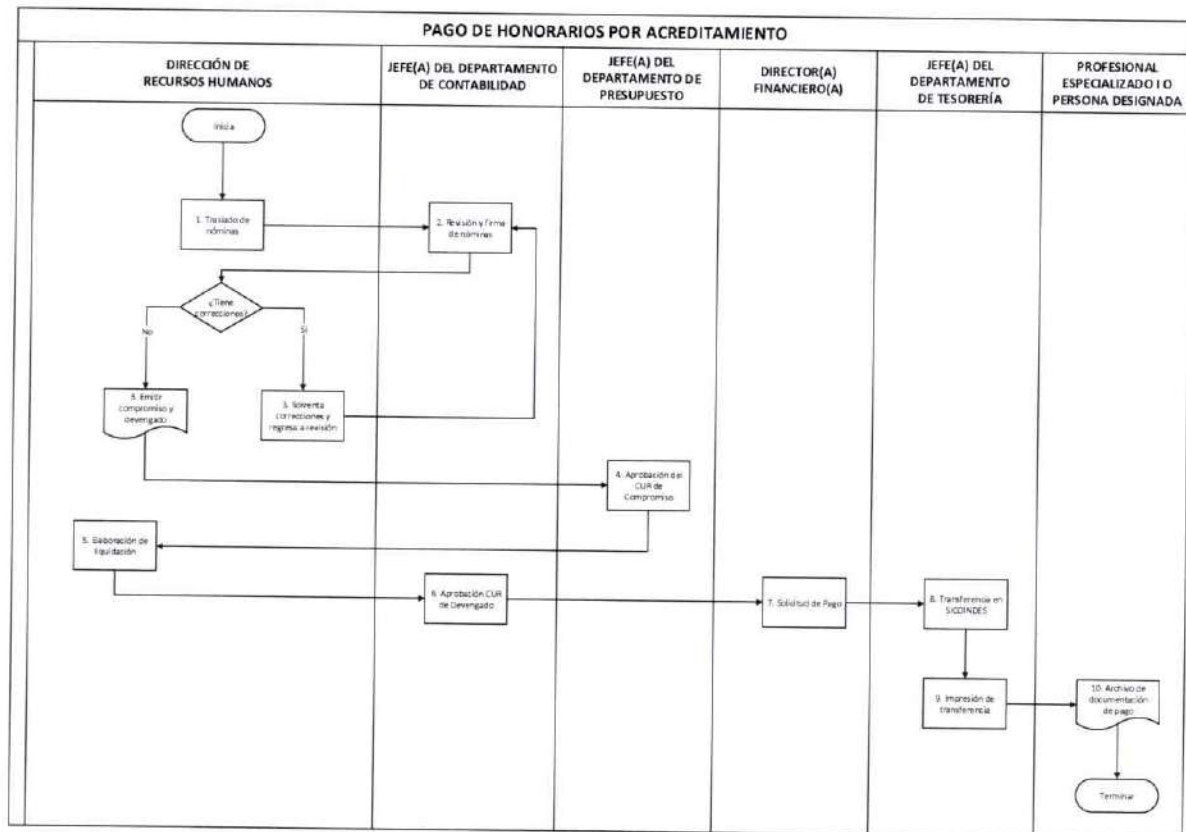 PAGO DE HONORARIOS POR ACREDITAMIENTO
DIRECCIÓN DE
RECURSOS HUMANOS
JEFE(A) DEL DEPARTAMENTO
DE CONTABILIDAD
JEFE(A) DEL
DEPARTAMENTO DE
PRESUPUESTO
DIRECTOR(A)
FINANCIERO(A)
JEFE(A) DEL
DEPARTAMENTO
DE TESORERÍA
PROFESIONAL
ESPECIALIZADO I O
PERSONA DESIGNADA
Inicia
1. Traslado de
nóminas
2. Revisión y firma
de nóminas
¿Tiene
correcciones?
No
Sí
3. Emitir
compromiso y
devengado
3. Solventa
correcciones y
regresa a revisión
4. Aprobación del
CUR de
Compromiso
5. Elaboración de
liquidación
6. Aprobación CUR
de Devengado
7. Solicitud de Pago
8. Transferencia en
SICOINDES
9. Impresión de
transferencia
10. Archivo de
documentación
de pago
Terminar